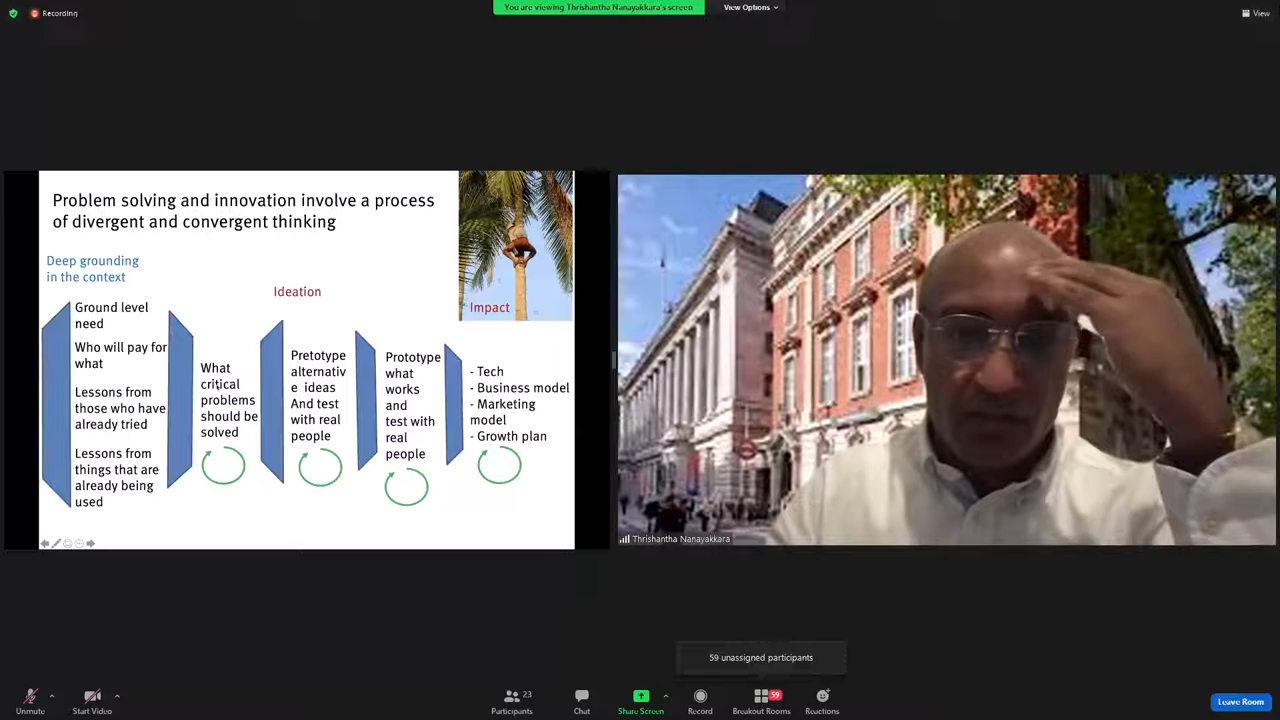 Recording
You are viewing Thrishantha Nanayakkara's screen
View Options
View
Problem solving and innovation involve a process
of divergent and convergent thinking
Deep grounding
in the context
Ideation
Impact
Ground level
need
Who will pay for
what
Lessons from
those who have
already tried
Lessons from
things that are
already being
used
What
critical
problems
should be
solved
Pretotype
alternativ
e ideas
And test
with real
people
Prototype
what
works
and
test with
real
people
- Tech
- Business model
- Marketing
model
- Growth plan
Thrishantha Nanayakkara
59 unassigned participants
Unmute
Start Video
Participants
23
Chat
Share Screen
Record
Breakout Rooms
59
Reactions
Leave Room